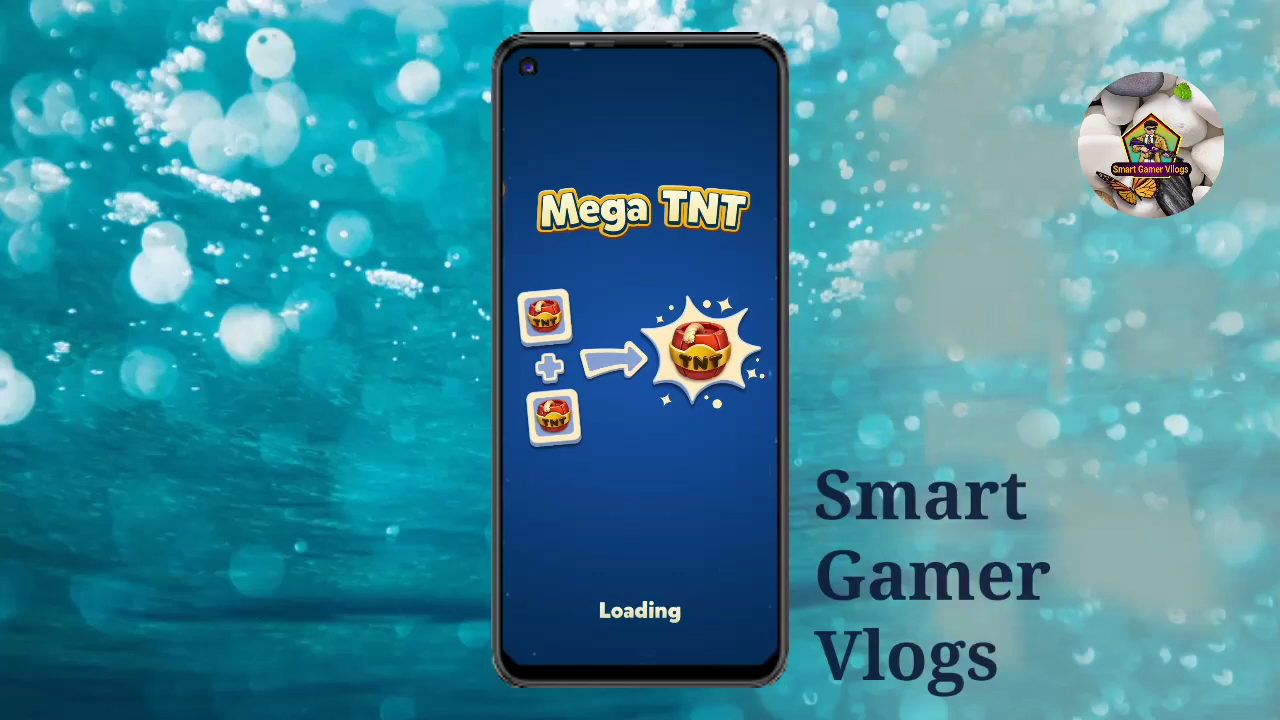 Smart Gamer Vlogs
Mega TNT
TNT
TNT
TNT
Loading
Smart
Gamer
Vlogs